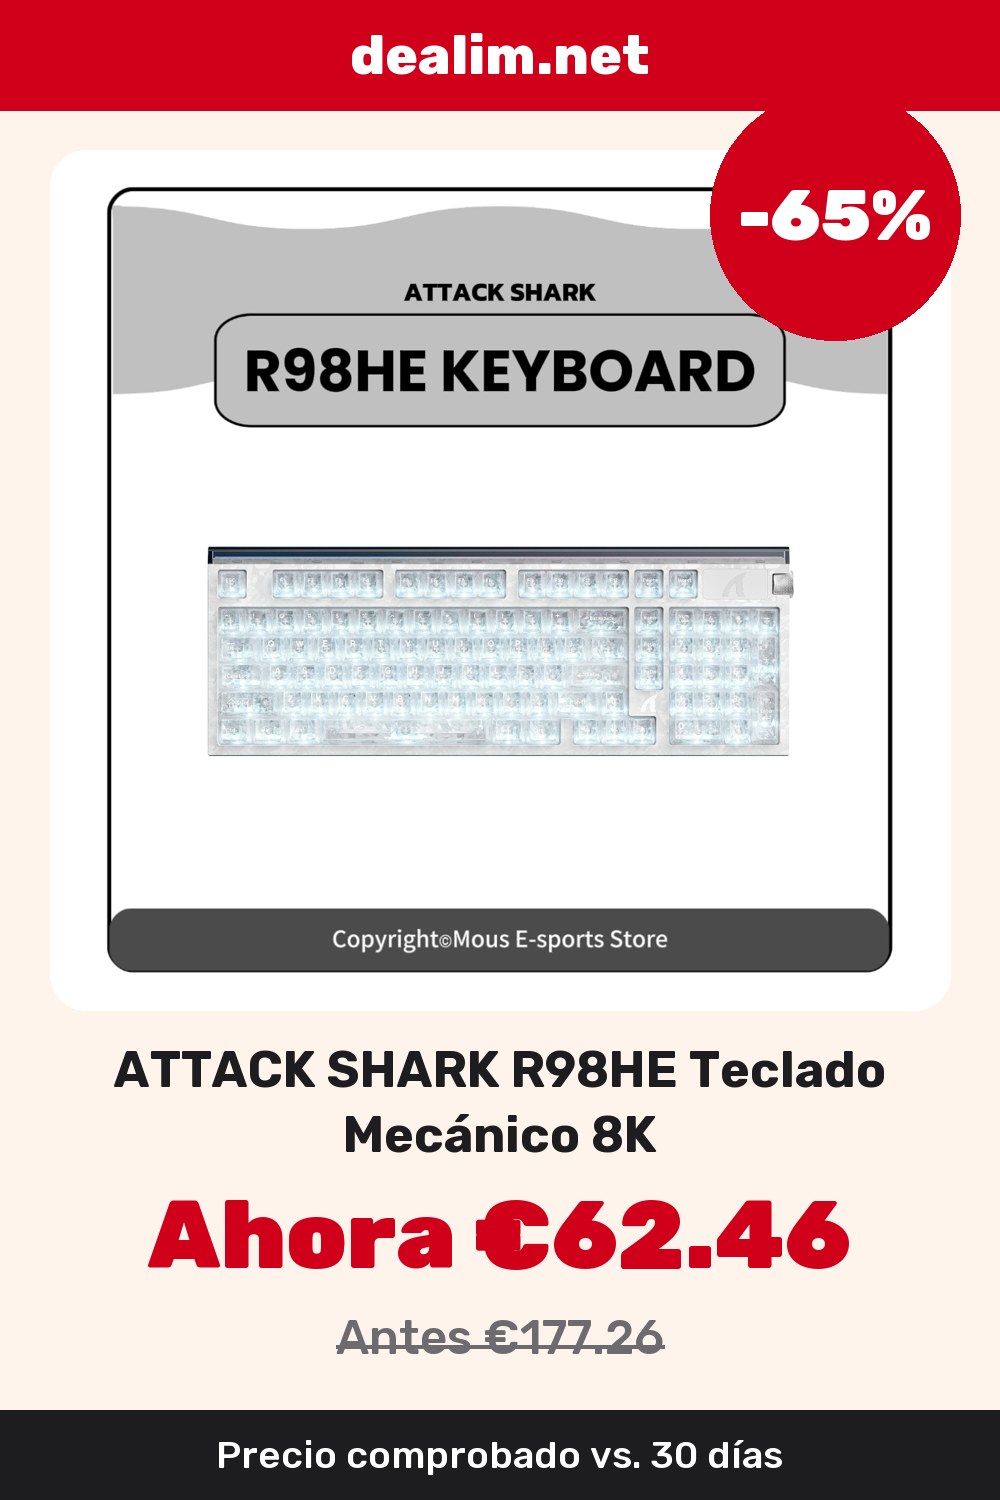 dealim.net
-65%
ATTACK SHARK
R98HE KEYBOARD
Copyright©Mous E-sports Store
ATTACK SHARK R98HE Teclado
Mecánico 8K
Ahora €62.46
Antes €177.26
Precio comprobado vs. 30 días